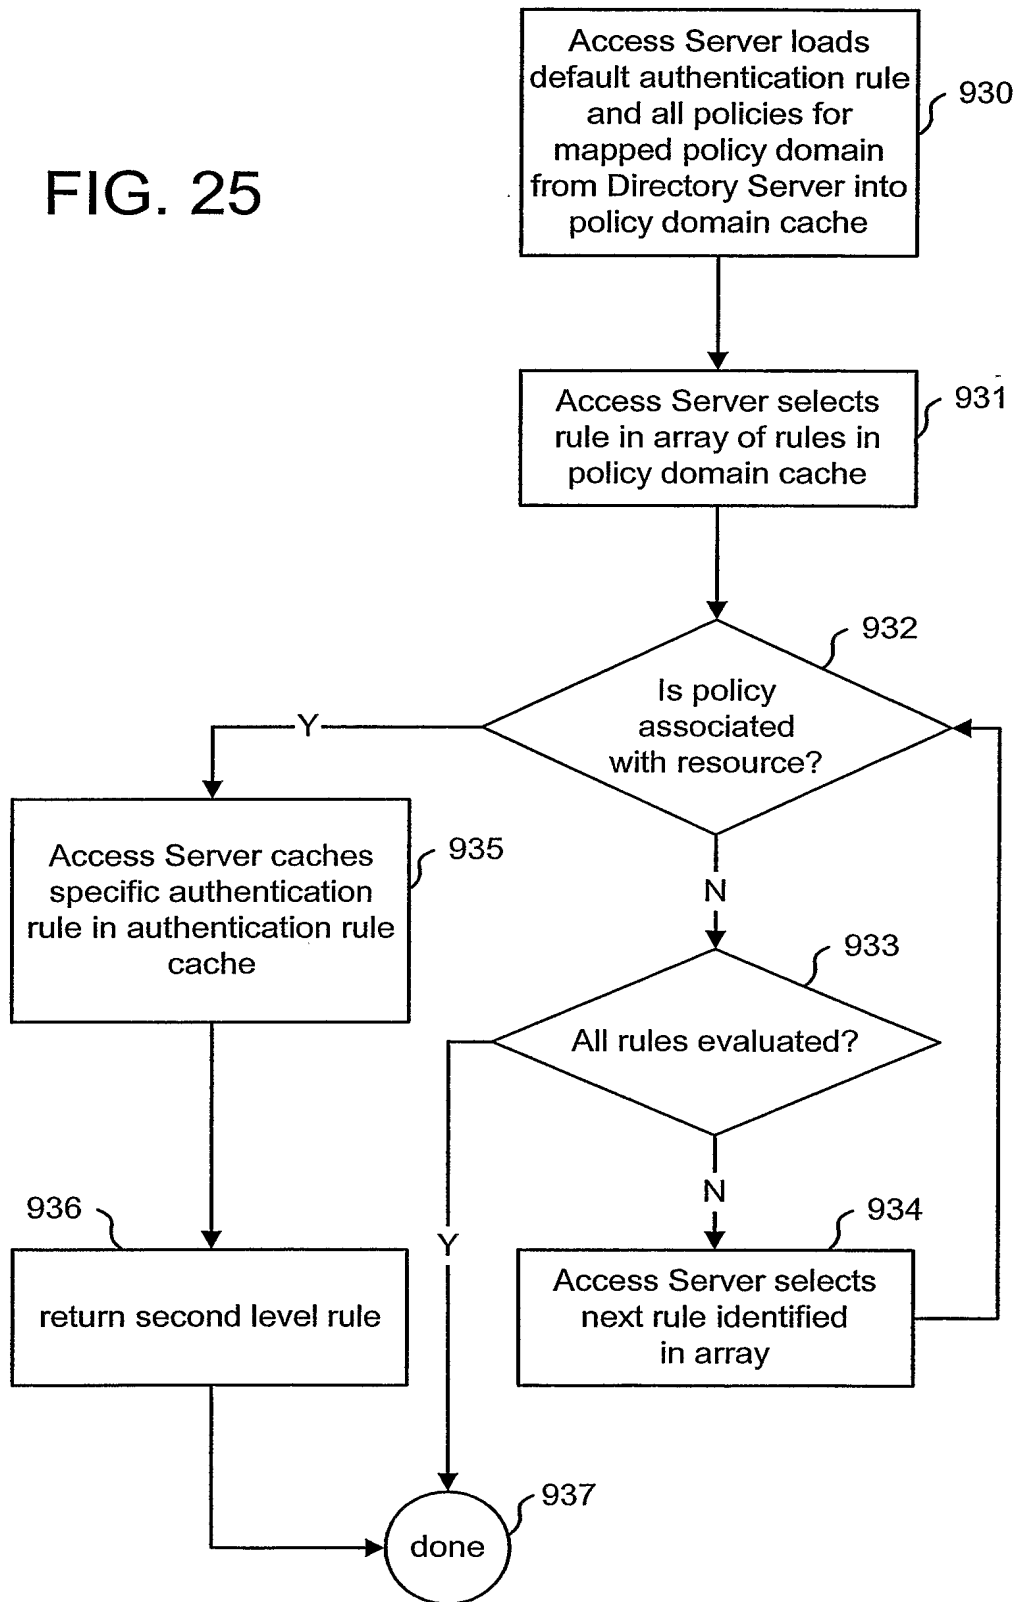 FIG. 25
Access Server loads
default authentication rule
and all policies for
mapped policy domain
from Directory Server into
policy domain cache
930
Access Server selects
rule in array of rules in
policy domain cache
931
932
Is policy
associated
with resource?
Y
N
Access Server caches
specific authentication
rule in authentication rule
cache
935
933
All rules evaluated?
Y
N
936
return second level rule
934
Access Server selects
next rule identified
in array
937
done